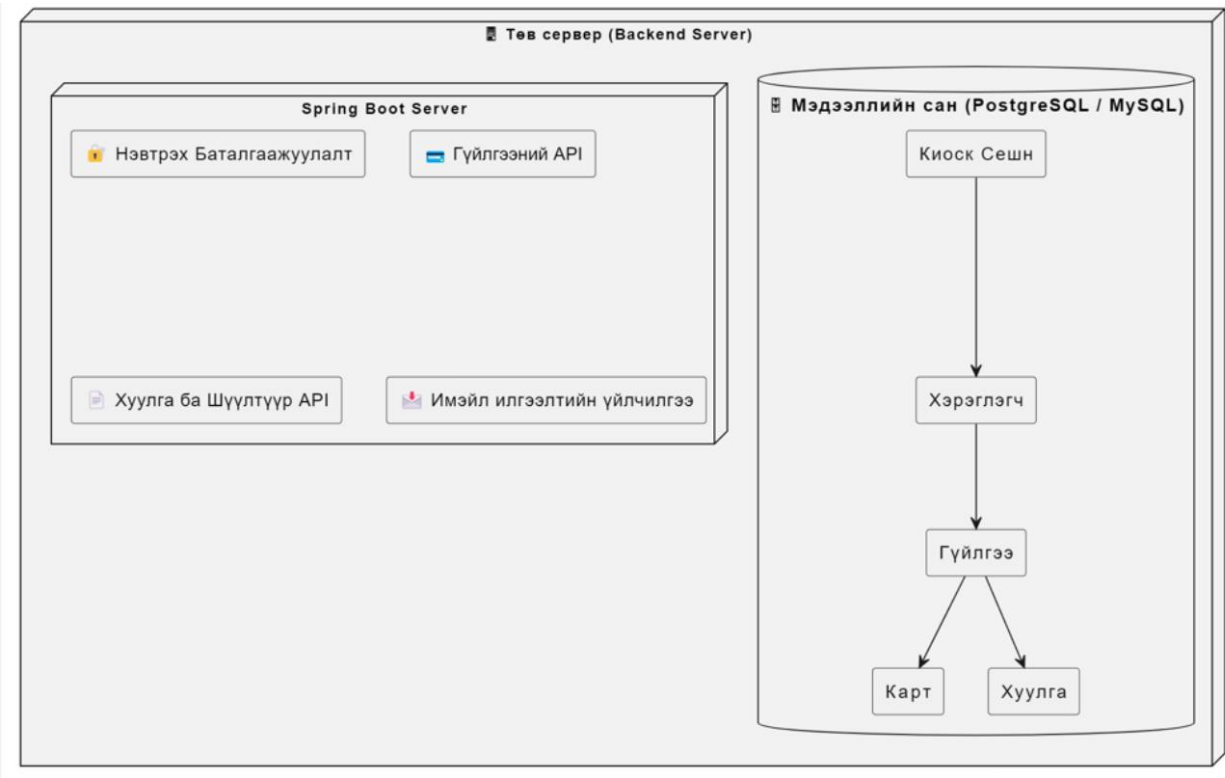 Төв сервер (Backend Server)
Spring Boot Server
Нэвтрэх Баталгаажуулалт
Гүйлгээний API
Хуулга ба Шүүлтүүр API
Имэйл илгээлтийн үйлчилгээ
Мэдээллийн сан (PostgreSQL / MySQL)
Киоск Сешн
Хэрэглэгч
Гүйлгээ
Карт
Хуулга